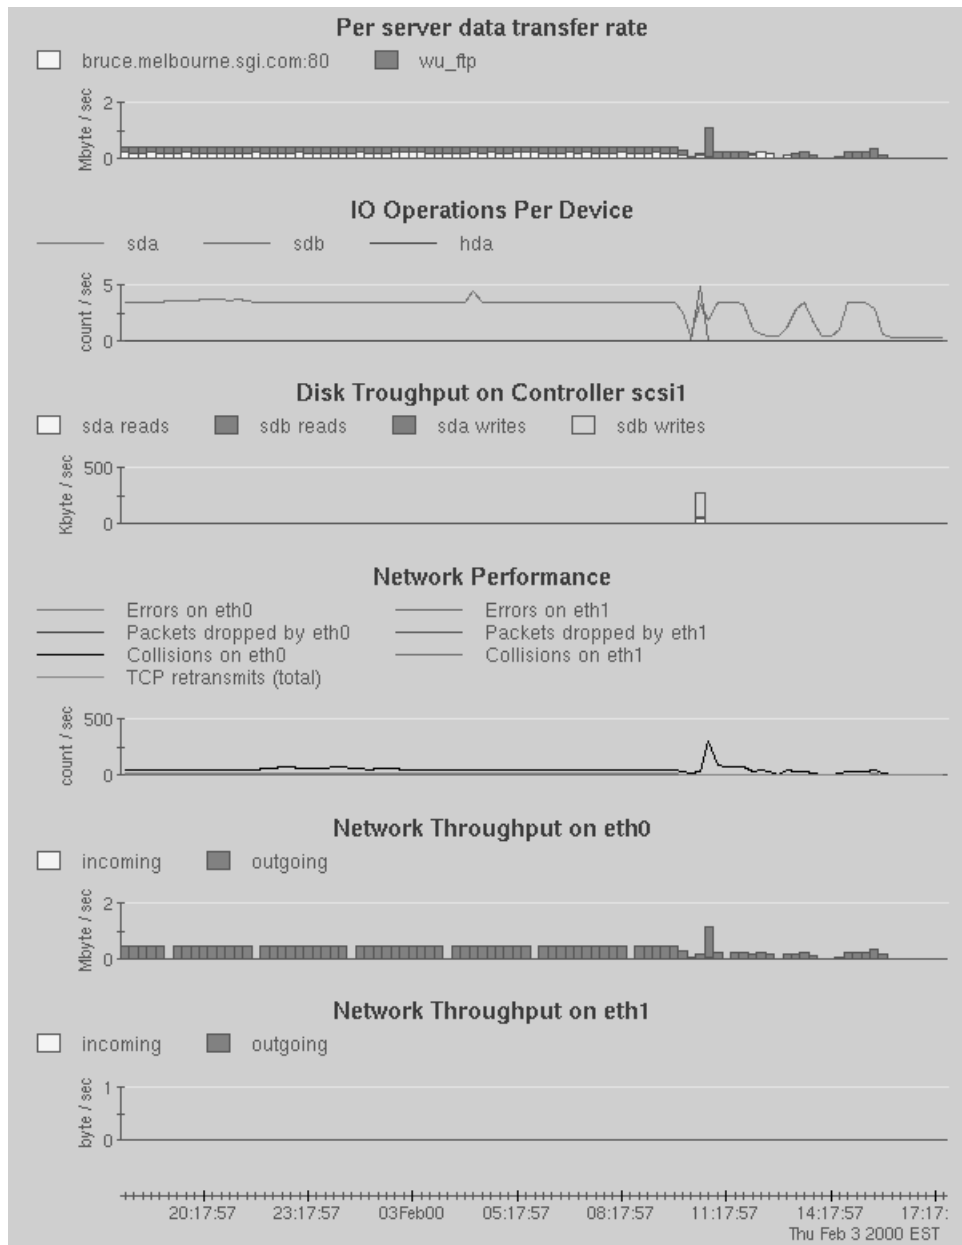 Per server data transfer rate
bruce.melbourne.sgi.com:80 wu_ftp
Mbyte / sec
2
0
IO Operations Per Device
sda sdb hda
count / sec
5
0
Disk Troughput on Controller scsi1
sda reads sdb reads sda writes sdb writes
Kbyte / sec
500
0
Network Performance
Errors on eth0 Errors on eth1
Packets dropped by eth0 Packets dropped by eth1
Collisions on eth0 Collisions on eth1
TCP retransmits (total)
count / sec
500
0
Network Throughput on eth0
incoming outgoing
Mbyte / sec
2
0
Network Throughput on eth1
incoming outgoing
byte / sec
1
0
20:17:57 23:17:57 03Feb00 05:17:57 08:17:57 11:17:57 14:17:57 17:17:
Thu Feb 3 2000 EST